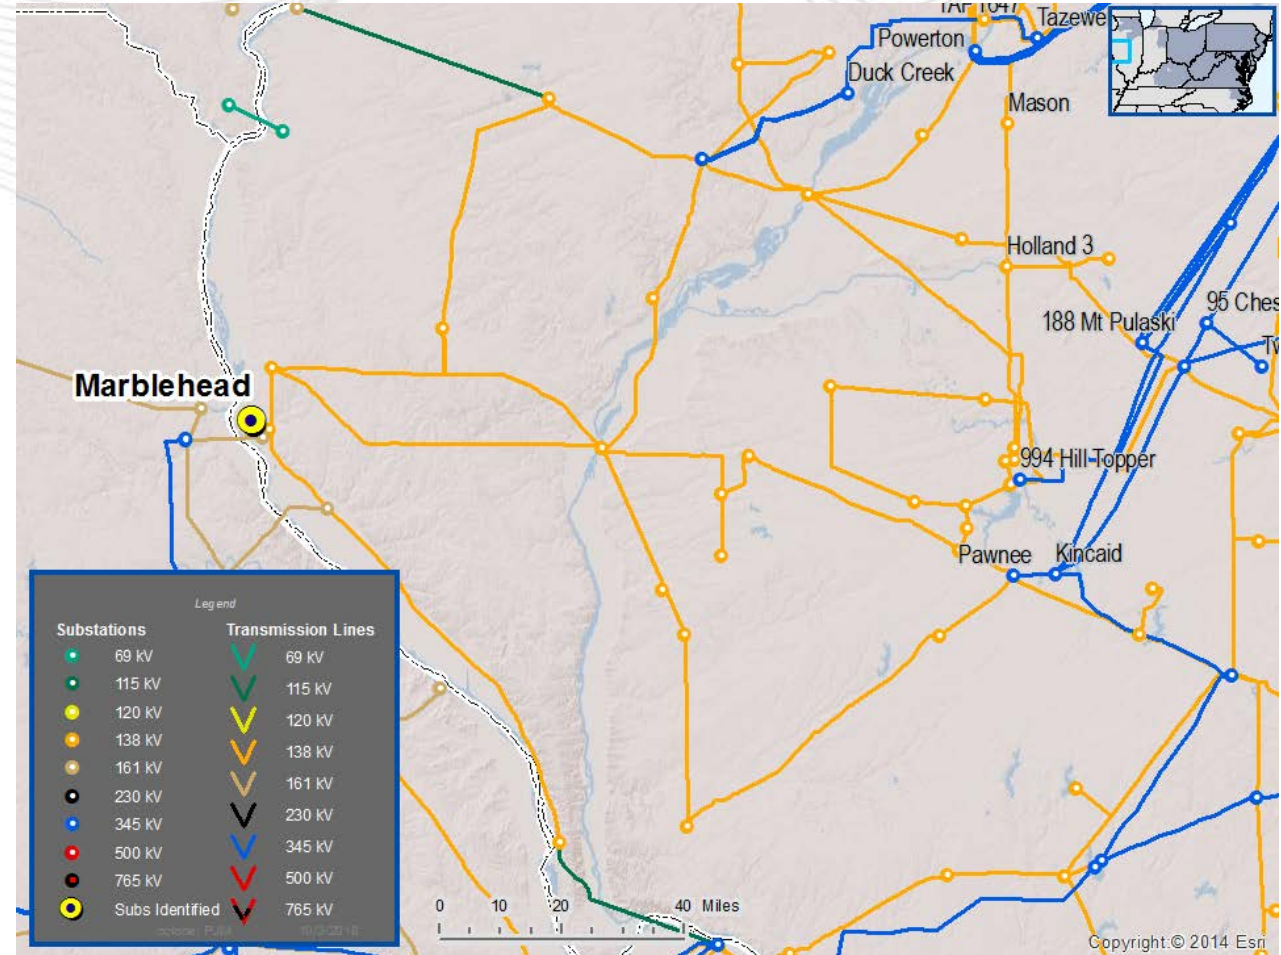 Tazewe
Powerton
Duck Creek
Mason
Holland 3
95 Ches
188 Mt Pulaski
Marblehead
994 Hill Topper
Pawnee
Kincaid
Legend
Substations
Transmission Lines
69 kV
69 kV
115 kV
115 kV
120 kV
120 kV
138 kV
138 kV
161 kV
161 kV
230 kV
230 kV
345 kV
345 kV
500 kV
500 kV
765 kV
765 kV
Subs Identified
0 10 20 40 Miles
Copyright:© 2014 Esri